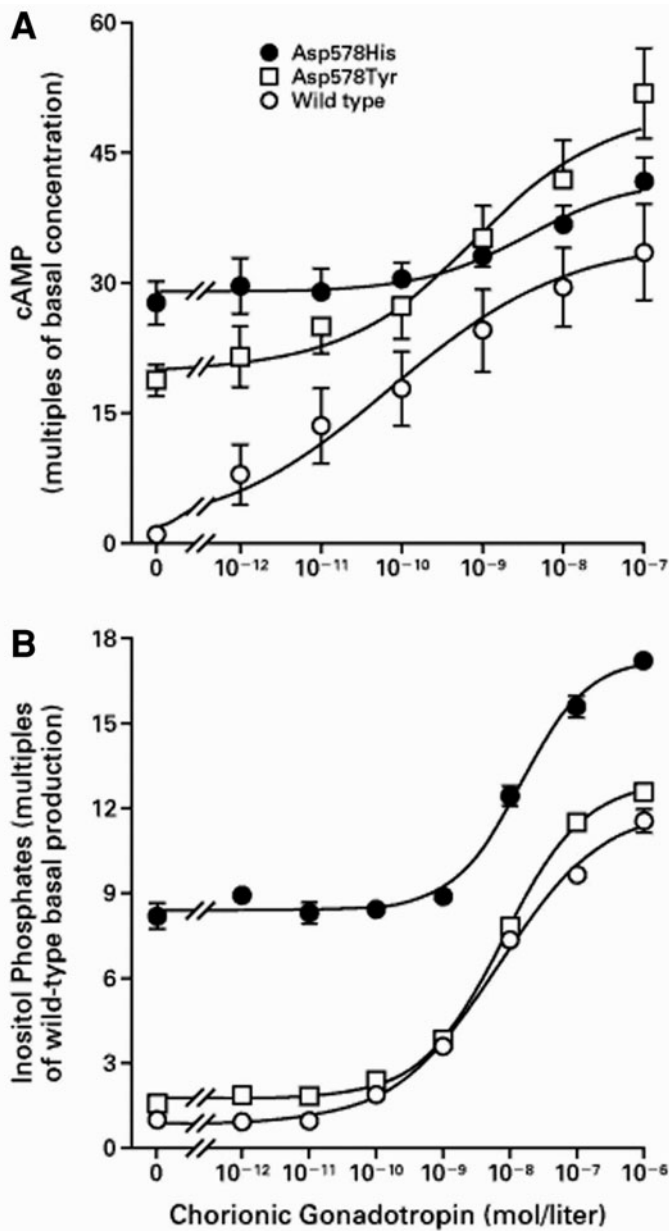 A
60
45
30
15
0
cAMP
(multiples of basal concentration)
Asp578His
Asp578Tyr
Wild type
0
10⁻¹²
10⁻¹¹
10⁻¹⁰
10⁻⁹
10⁻⁸
10⁻⁷
B
18
15
12
9
6
3
0
Inositol Phosphates (multiples
of wild-type basal production)
0
10⁻¹²
10⁻¹¹
10⁻¹⁰
10⁻⁹
10⁻⁸
10⁻⁷
10⁻⁶
Chorionic Gonadotropin (mol/liter)